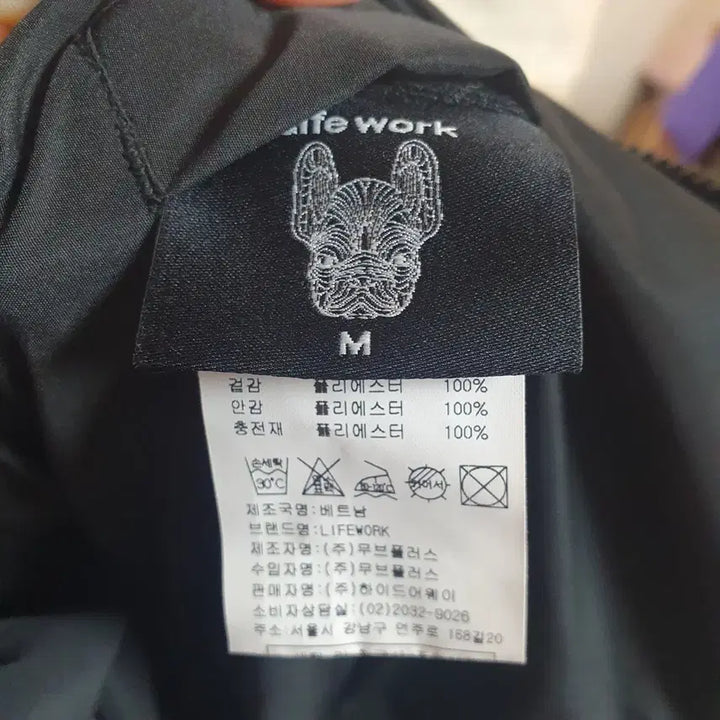 Life work
M
겉감 폴리에스터 100%
안감 폴리에스터 100%
충전재 폴리에스터 100%
손세탁
30℃
80-120℃
제조국명:베트남
브랜드명:LIFEWORK
제조자명:(주)무브플러스
수입자명:(주)무브플러스
판매자명:(주)하이드어웨이
소비자상담실:(02)2032-9026
주소:서울시 강남구 언주로 168길20